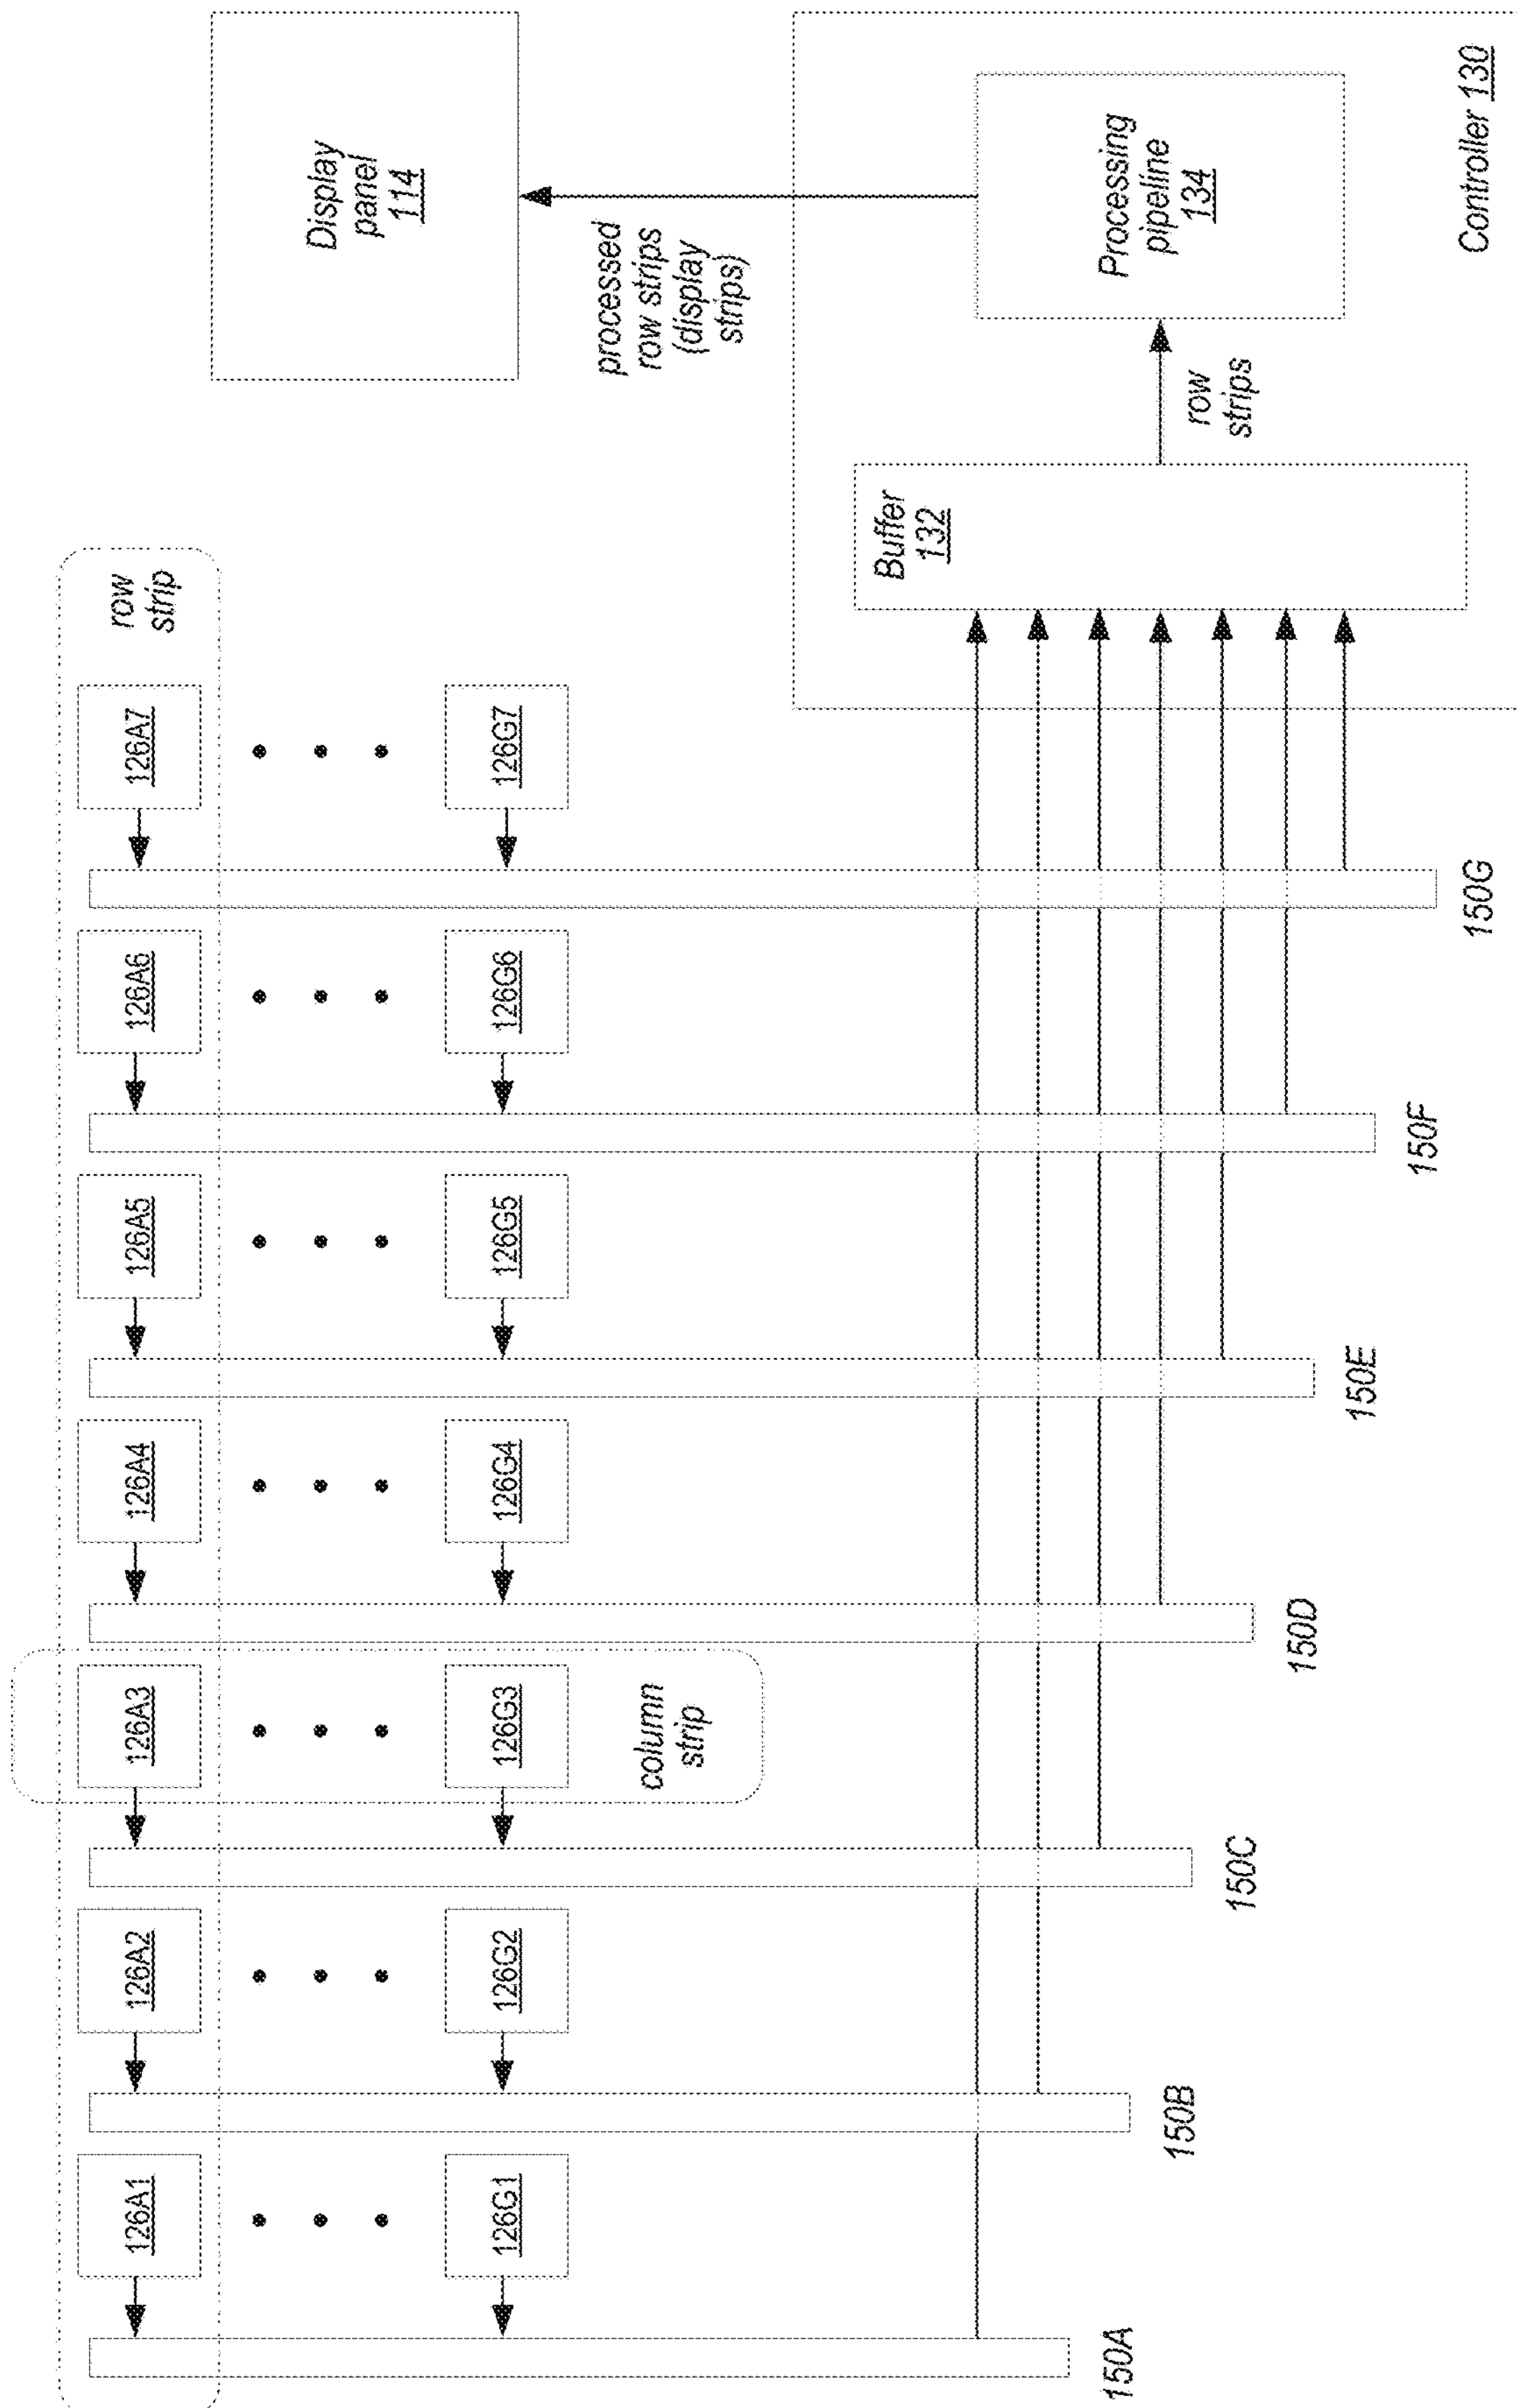 row
strip
126A1
126A2
126A3
126A4
126A5
126A6
126A7
126G1
126G2
126G3
126G4
126G5
126G6
126G7
column
strip
150A
150B
150C
150D
150E
150F
150G
Display
panel
114
processed
row strips
(display
strips)
Buffer
132
row
strips
Processing
pipeline
134
Controller 130